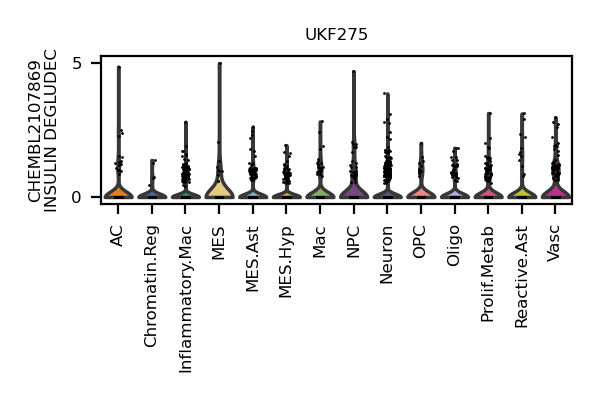 UKF275
CHEMBL2107869
INSULIN DEGLUDEC
5
0
AC
Chromatin.Reg
Inflammatory.Mac
MES
MES.Ast
MES.Hyp
Mac
NPC
Neuron
OPC
Oligo
Prolif.Metab
Reactive.Ast
Vasc